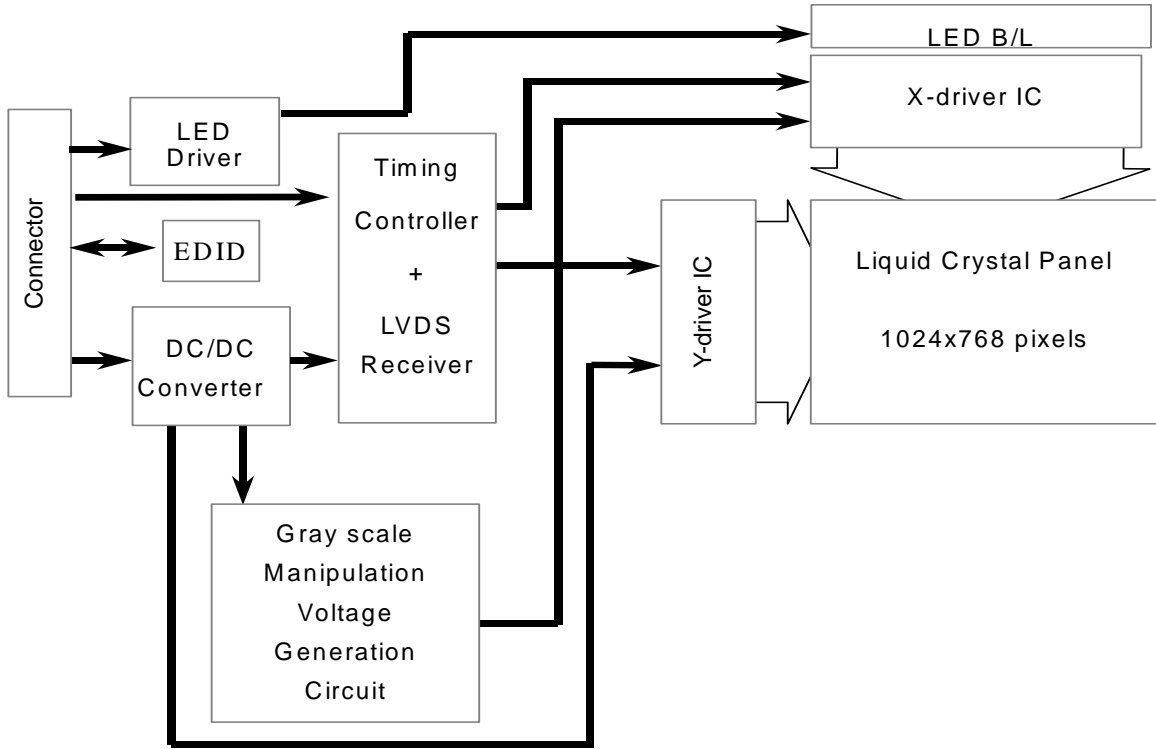 LED B/L
X-driver IC
LED
Driver
Timing
Controller
+
LVDS
Receiver
Connector
EDID
DC/DC
Converter
Y-driver IC
Liquid Crystal Panel
1024x768 pixels
Gray scale
Manipulation
Voltage
Generation
Circuit